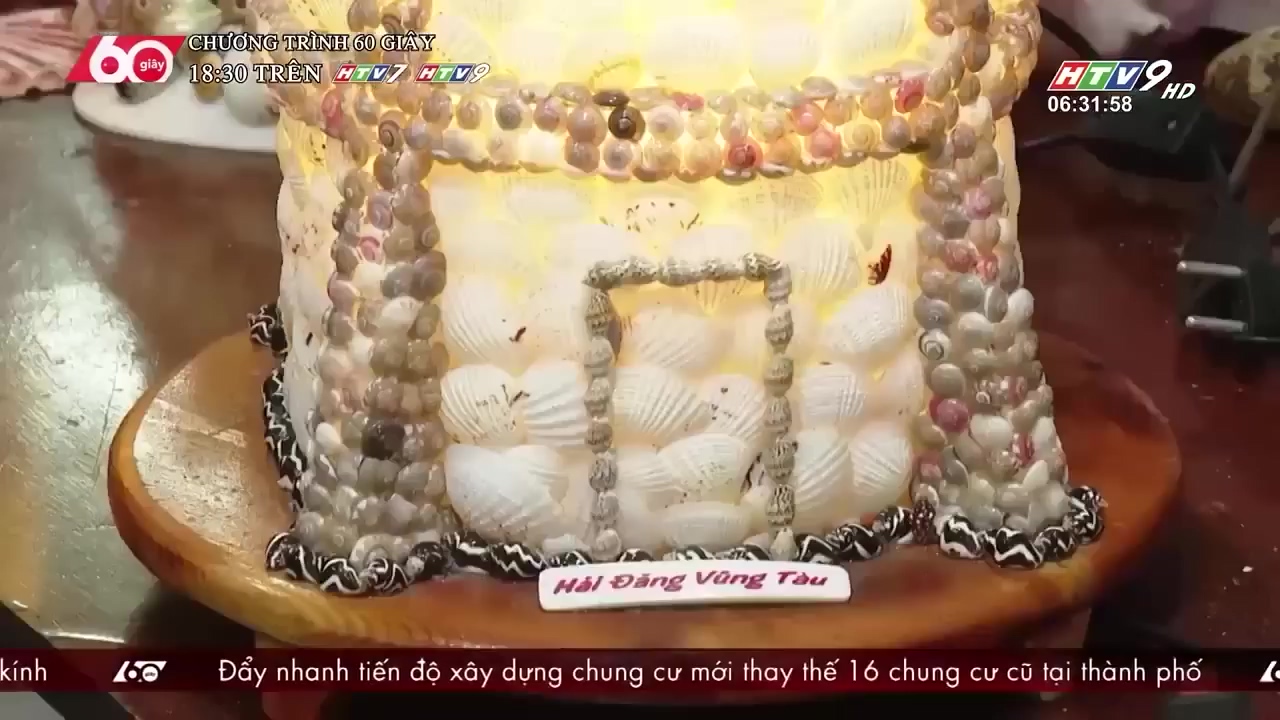 60 giây
CHƯƠNG TRÌNH 60 GIÂY
18:30 TRÊN HTV7 HTV9
HTV9 HD
06:31:58
Hải Đăng Vũng Tàu
kính 60 giây Đẩy nhanh tiến độ xây dựng chung cư mới thay thế 16 chung cư cũ tại thành phố